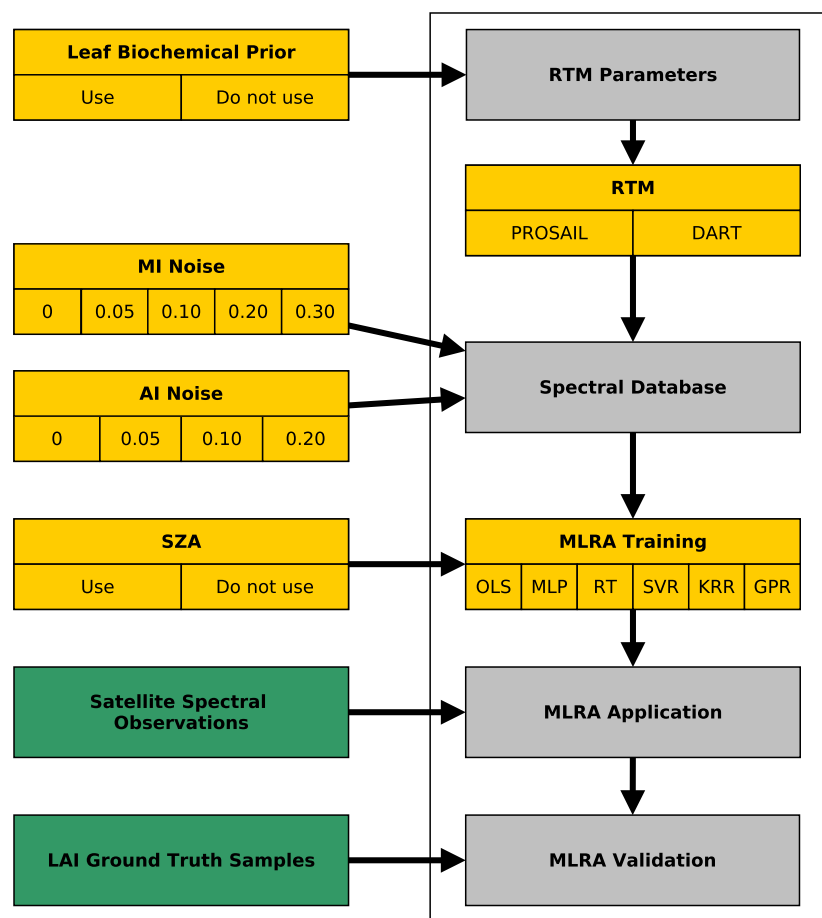 Leaf Biochemical Prior
Use
Do not use
RTM Parameters
RTM
PROSAIL
DART
MI Noise
0
0.05
0.10
0.20
0.30
Spectral Database
AI Noise
0
0.05
0.10
0.20
SZA
Use
Do not use
MLRA Training
OLS
MLP
RT
SVR
KRR
GPR
Satellite Spectral
Observations
MLRA Application
LAI Ground Truth Samples
MLRA Validation